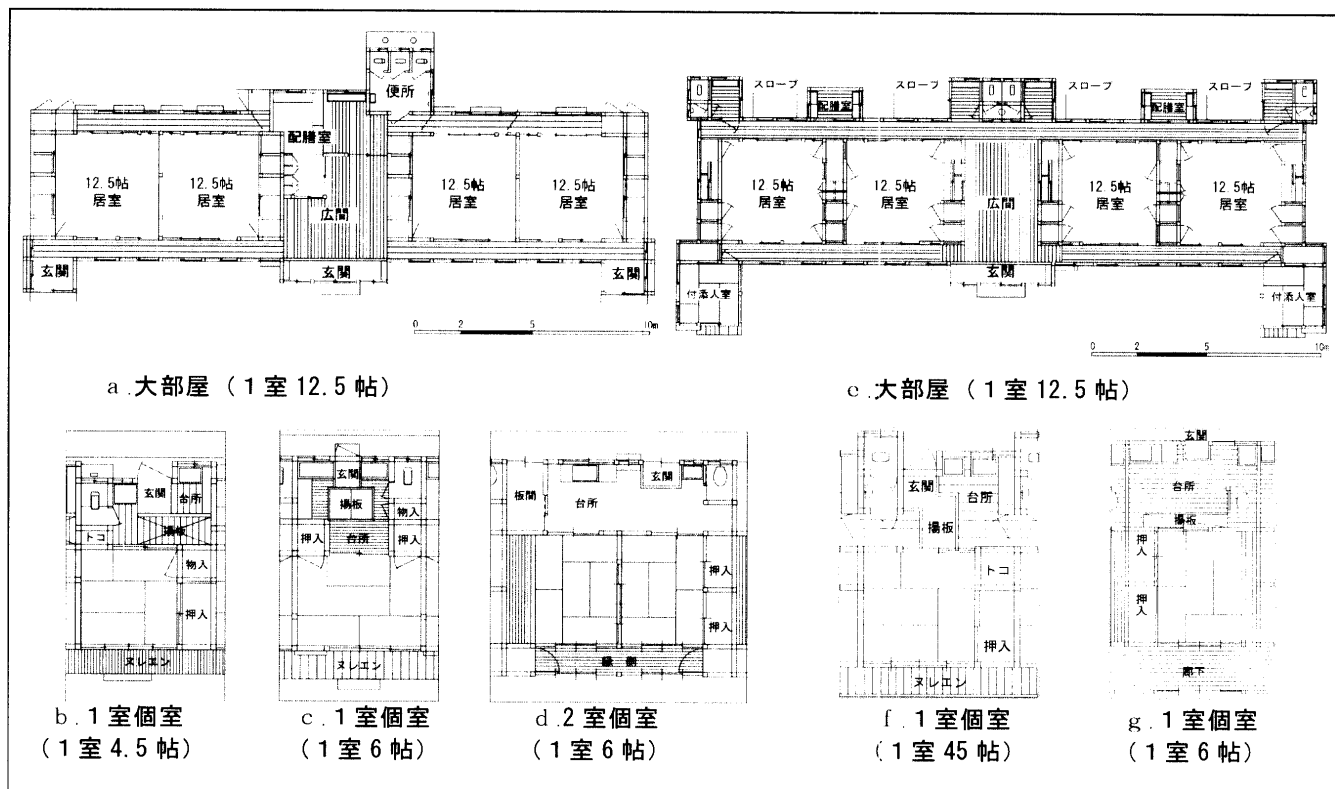 便所
配膳室
12.5帖
居室
12.5帖
居室
12.5帖
居室
12.5帖
居室
広間
玄関
玄関
玄関
0 2 5 10m
a.大部屋(1室12.5帖)
スロープ
スロープ
スロープ
スロープ
配膳室
配膳室
12.5帖
居室
12.5帖
居室
広間
12.5帖
居室
12.5帖
居室
玄関
付添人室
付添人室
0 2 5 10m
e.大部屋(1室12.5帖)
玄関
台所
トコ
揚板
物入
押入
ヌレエン
b.1室個室
(1室4.5帖)
玄関
揚板
物入
押入
台所
押入
ヌレエン
c.1室個室
(1室6帖)
板間
台所
玄関
押入
押入
縁側
d.2室個室
(1室6帖)
玄関
台所
揚板
トコ
押入
ヌレエン
f.1室個室
(1室45帖)
玄関
台所
揚板
押入
押入
廊下
g.1室個室
(1室6帖)